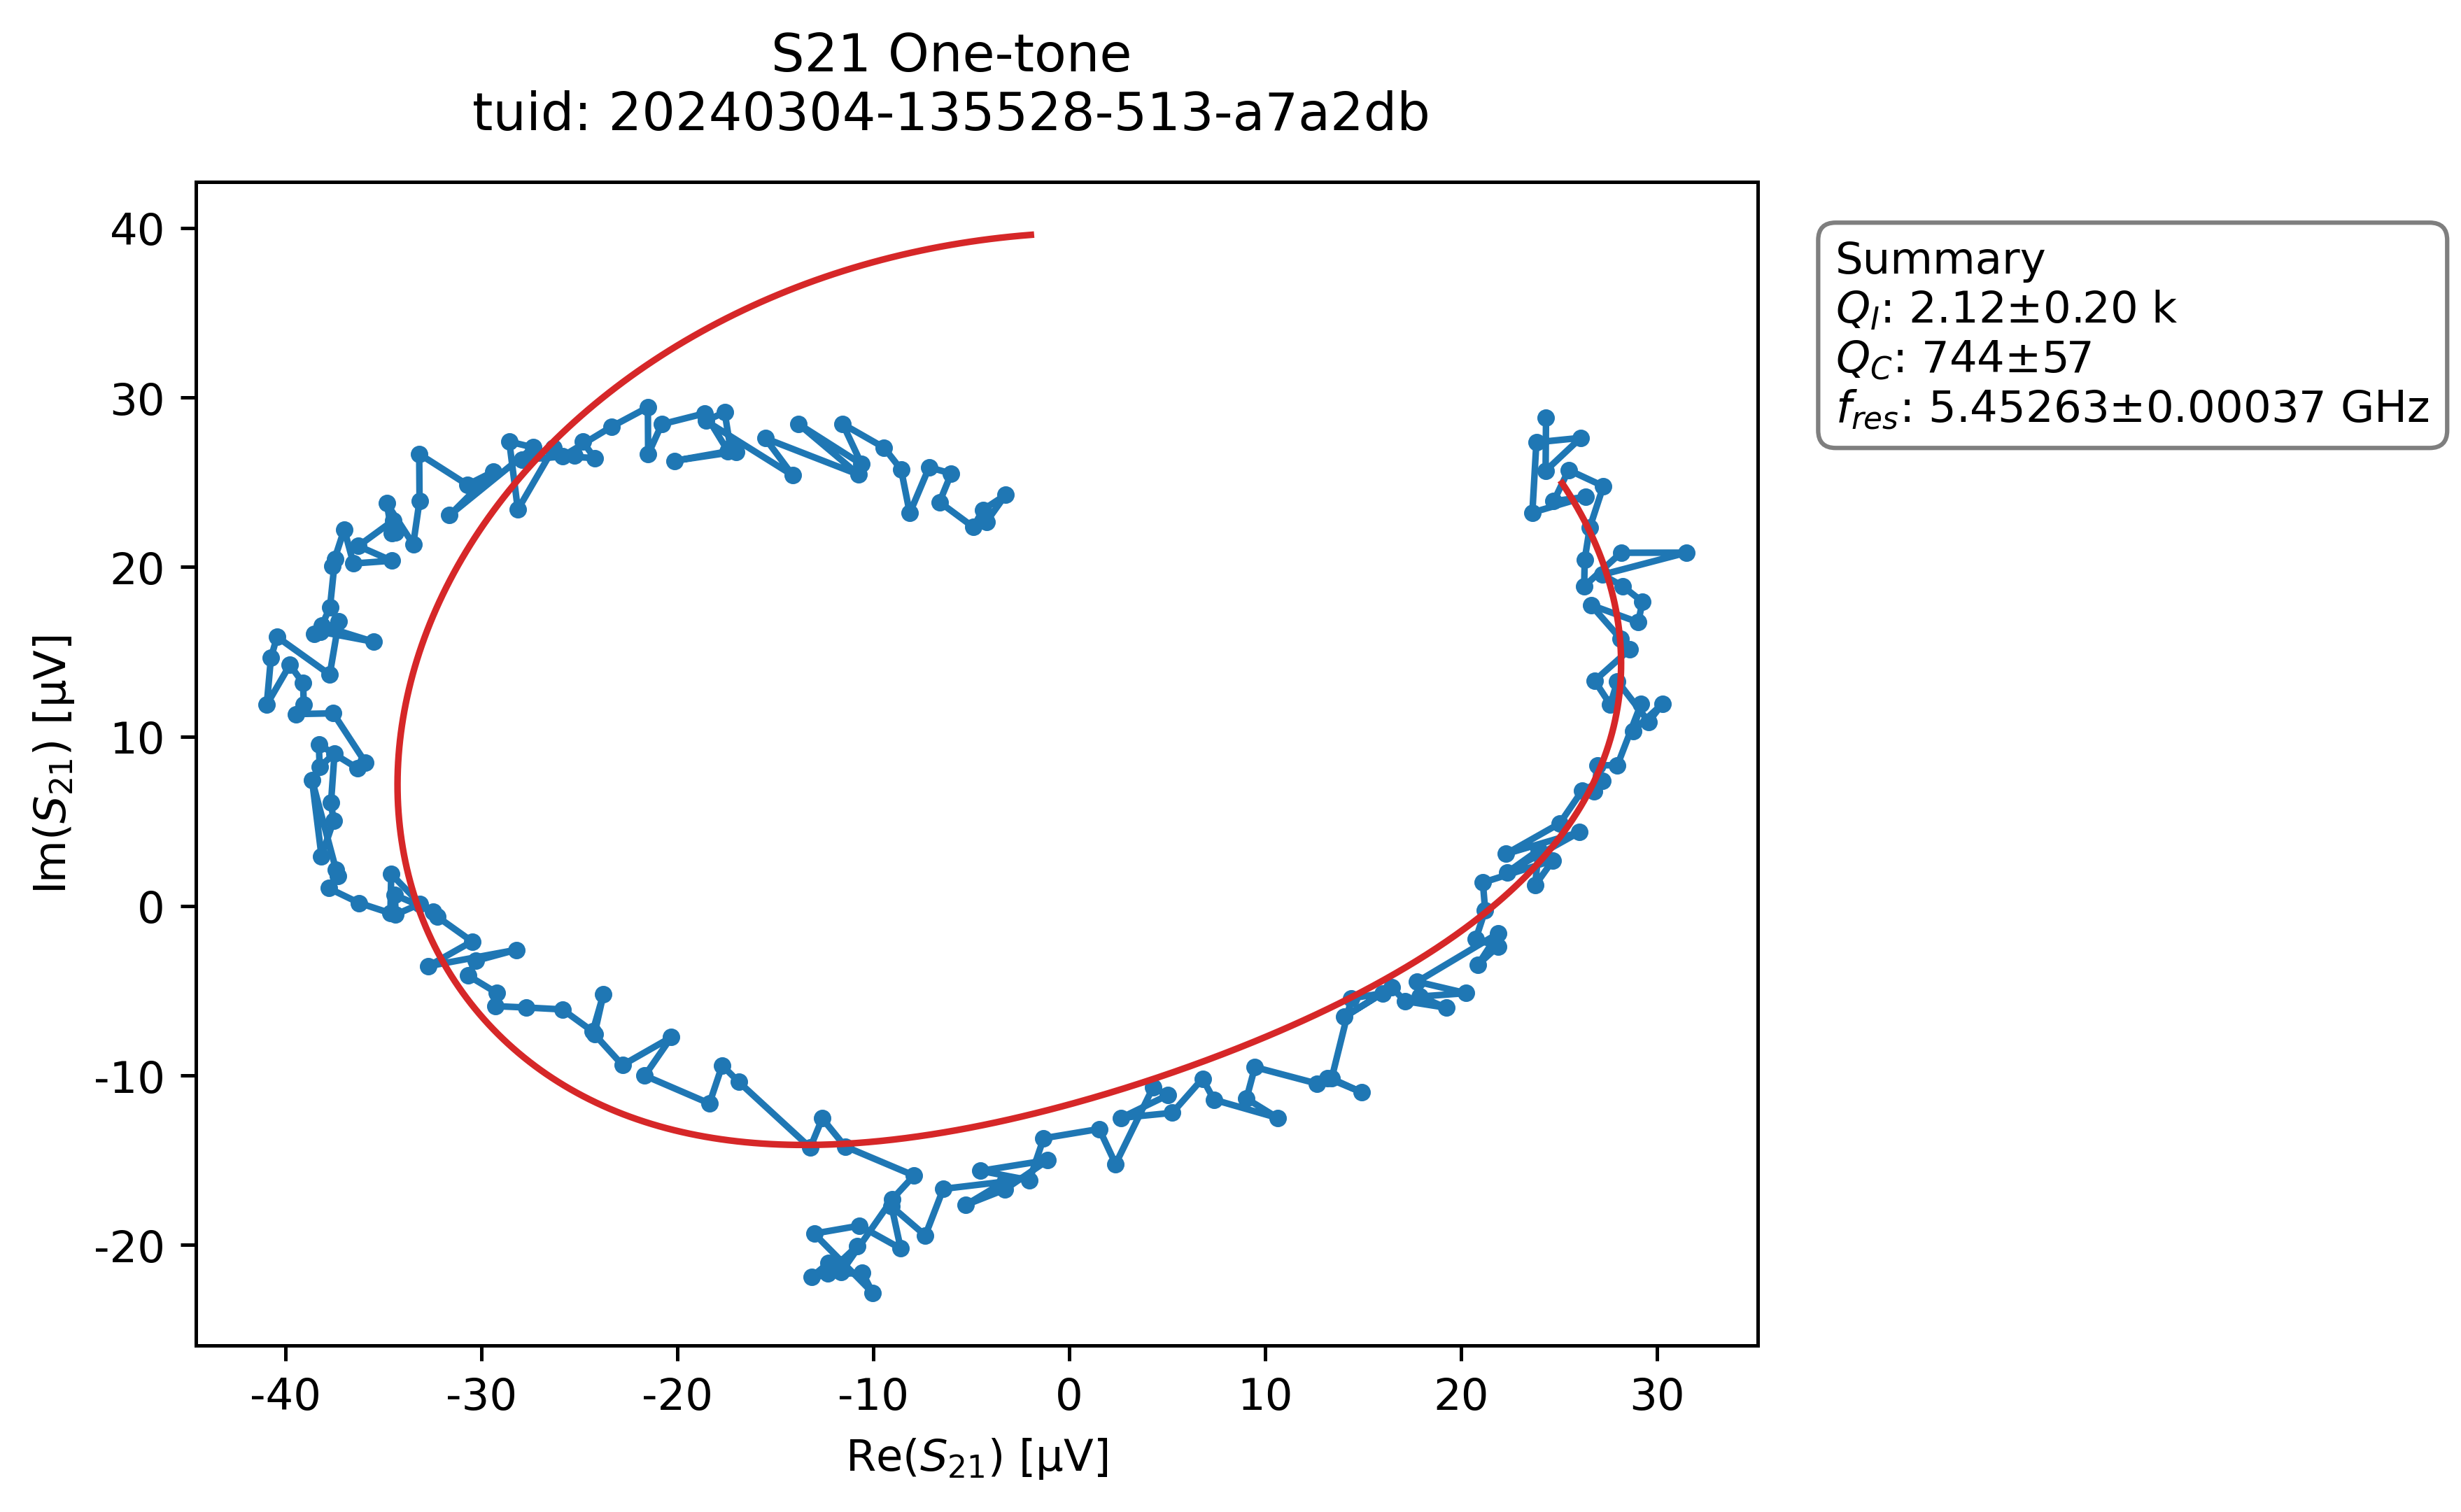 S21 One-tone
tuid: 20240304-135528-513-a7a2db
Im(S₂₁) [µV]
40
30
20
10
0
-10
-20
-40
-30
-20
-10
0
10
20
30
Re(S₂₁) [µV]
Summary
Q_I: 2.12±0.20 k
Q_C: 744±57
f_res: 5.45263±0.00037 GHz